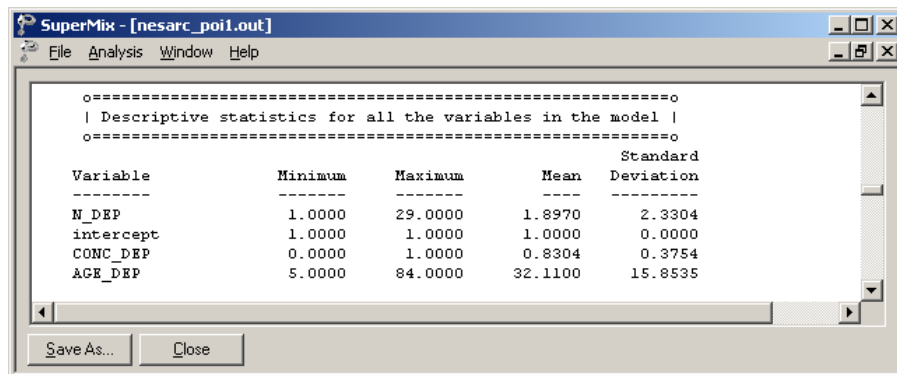 SuperMix - [nesarc_poi1.out]
File Analysis Window Help
o===========================================================o
| Descriptive statistics for all the variables in the model |
o===========================================================o
Standard
Variable Minimum Maximum Mean Deviation
-------- ------- ------- ---- ---------
N_DEP 1.0000 29.0000 1.8970 2.3304
intercept 1.0000 1.0000 1.0000 0.0000
CONC_DEP 0.0000 1.0000 0.8304 0.3754
AGE_DEP 5.0000 84.0000 32.1100 15.8535
Save As... Close